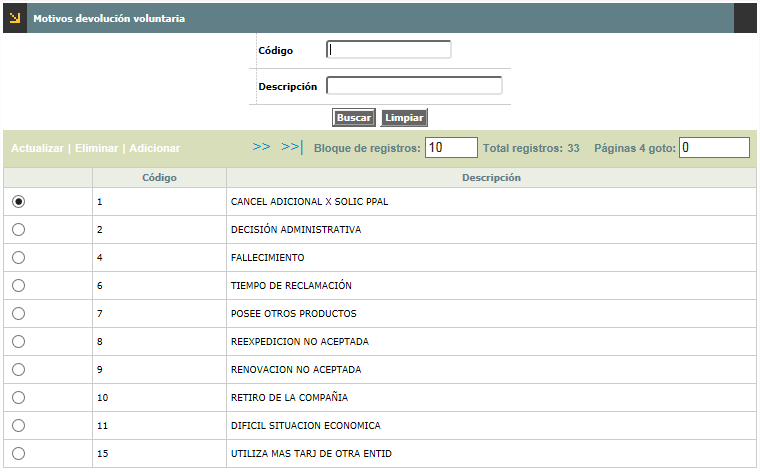 Motivos devolución voluntaria
Código
Descripción
Buscar Limpiar
Actualizar | Eliminar | Adicionar >> >>| Bloque de registros: 10 Total registros: 33 Páginas 4 goto: 0
Código Descripción
1 CANCEL ADICIONAL X SOLIC PPAL
2 DECISIÓN ADMINISTRATIVA
4 FALLECIMIENTO
6 TIEMPO DE RECLAMACIÓN
7 POSEE OTROS PRODUCTOS
8 REEXPEDICION NO ACEPTADA
9 RENOVACION NO ACEPTADA
10 RETIRO DE LA COMPAÑIA
11 DIFICIL SITUACION ECONOMICA
15 UTILIZA MAS TARJ DE OTRA ENTID